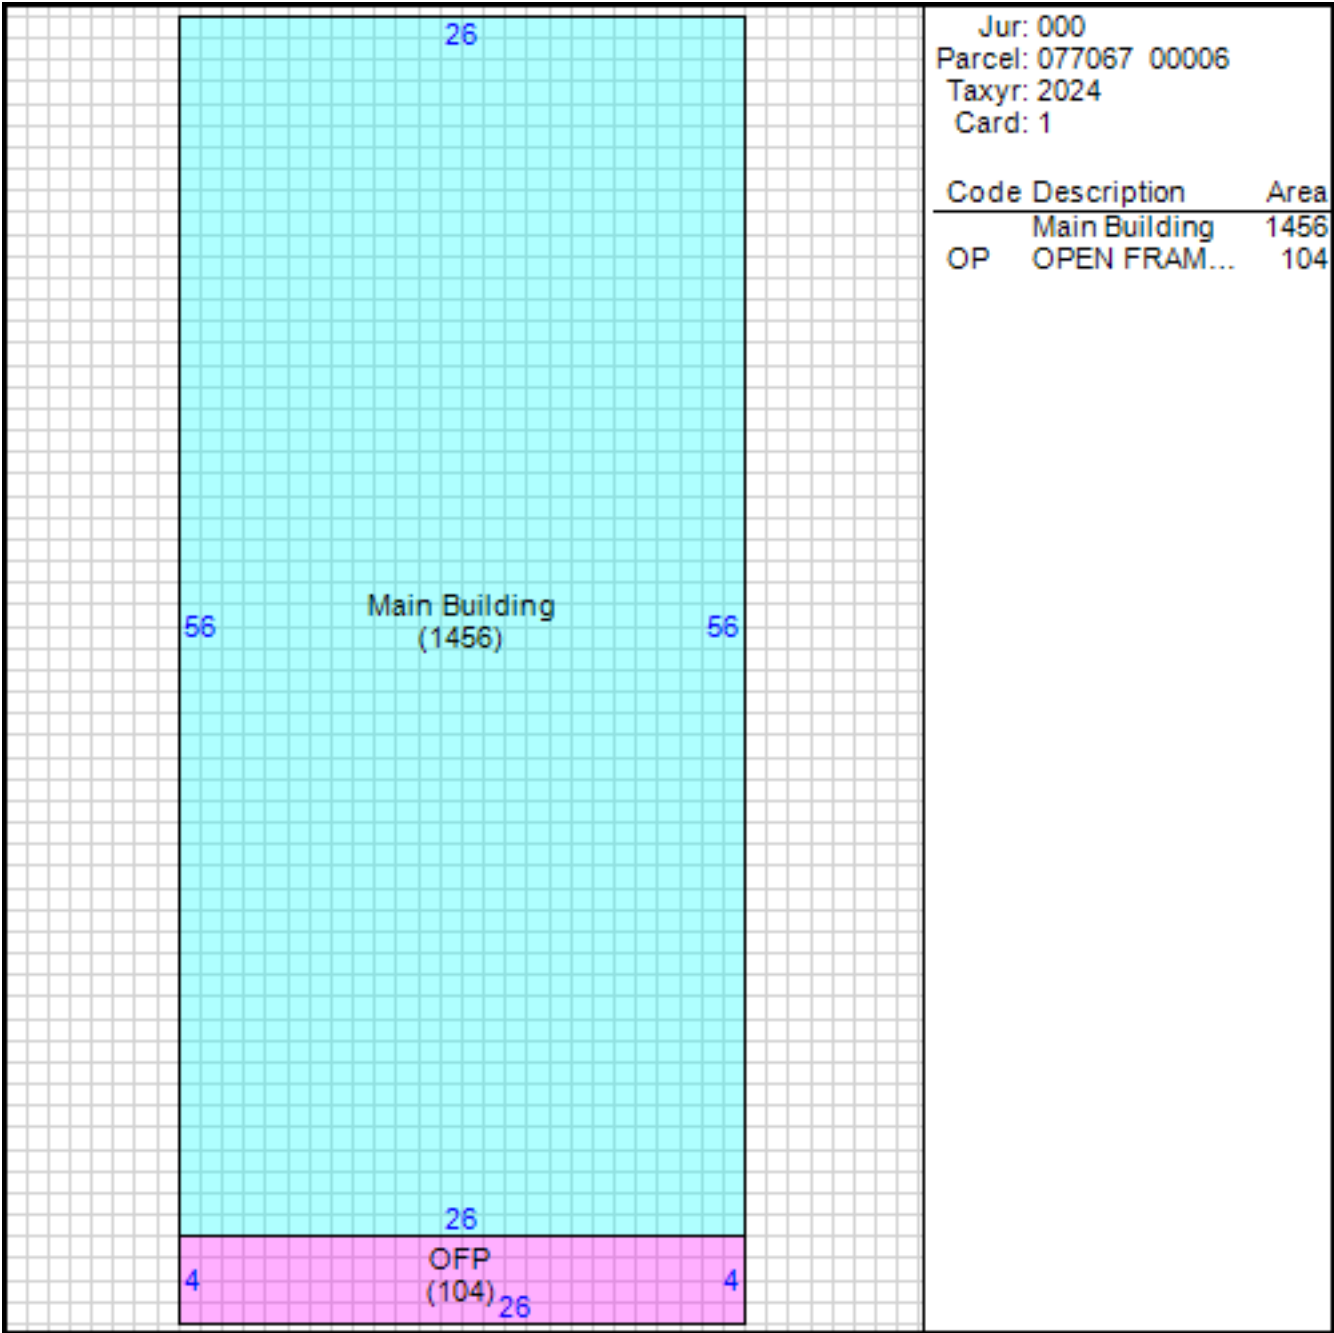 26
56
Main Building
(1456)
56
26
OFP
(104)
4
4
26
Jur: 000
Parcel: 077067 00006
Taxyr: 2024
Card: 1
Code Description Area
Main Building 1456
OP OPEN FRAM... 104